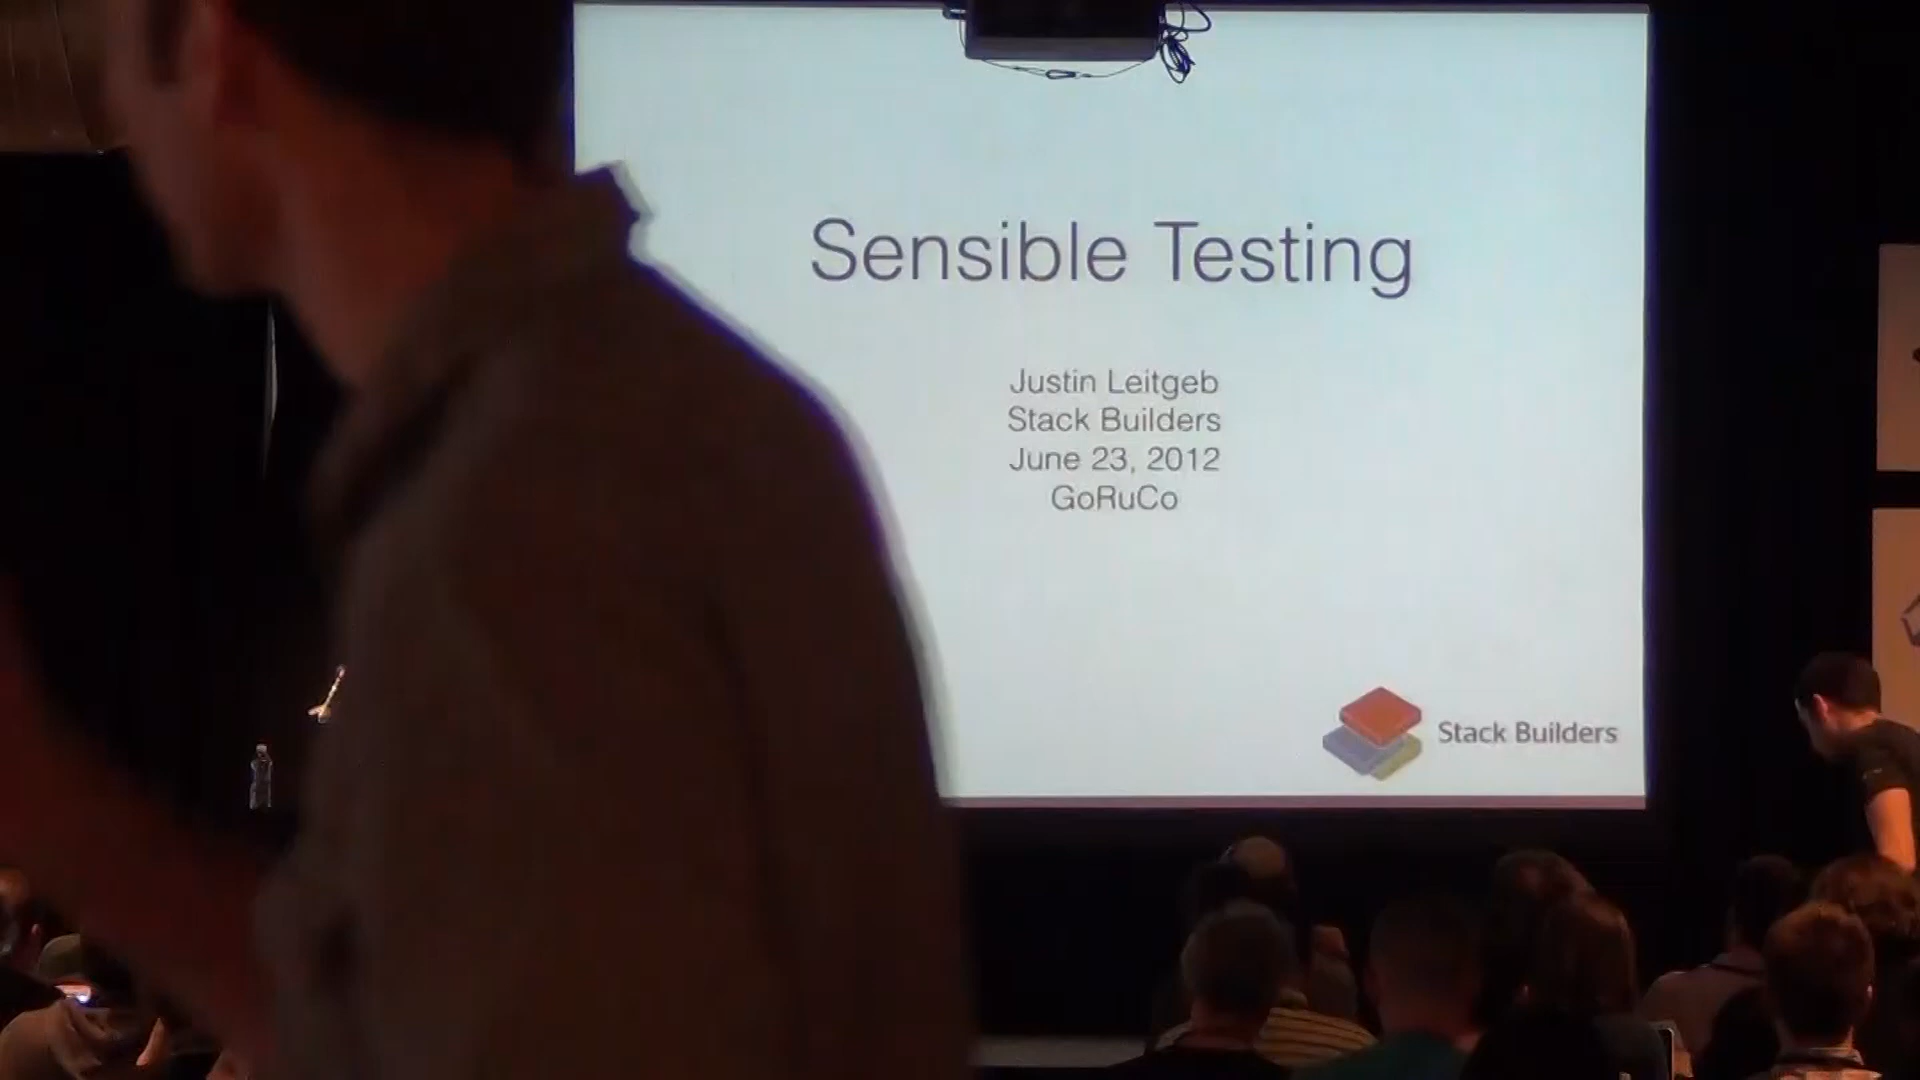 Sensible Testing
Justin Leitgeb
Stack Builders
June 23, 2012
GoRuCo
Stack Builders